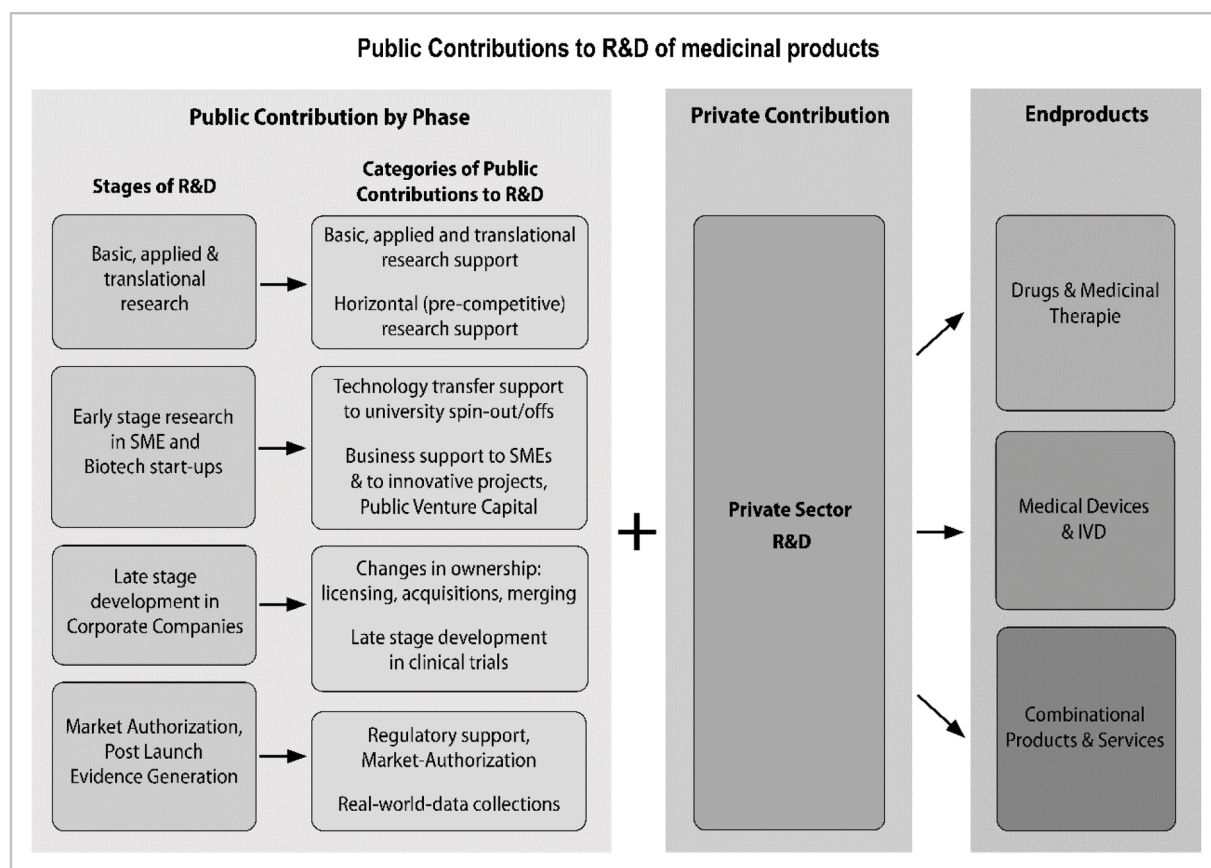 Public Contributions to R&D of medicinal products
Public Contribution by Phase
Stages of R&D
Categories of Public
Contributions to R&D
Basic, applied &
translational
research
Basic, applied and translational
research support
Horizontal (pre-competitive)
research support
Early stage research
in SME and
Biotech start-ups
Technology transfer support
to university spin-out/offs
Business support to SMEs
& to innovative projects,
Public Venture Capital
Late stage
development in
Corporate Companies
Changes in ownership:
licensing, acquisitions, merging
Late stage development
in clinical trials
Market Authorization,
Post Launch
Evidence Generation
Regulatory support,
Market-Authorization
Real-world-data collections
+
Private Contribution
Private Sector
R&D
Endproducts
Drugs & Medicinal
Therapie
Medical Devices
& IVD
Combinational
Products & Services